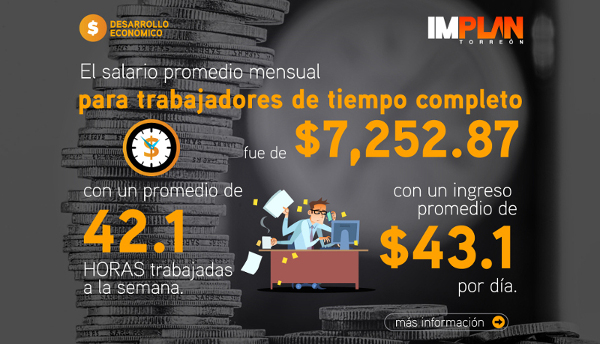 DESARROLLO
ECONÓMICO
IMPLAN
TORREÓN
El salario promedio mensual
para trabajadores de tiempo completo
fue de $7,252.87
con un promedio de
42.1
HORAS trabajadas
a la semana.
con un ingreso
promedio de
$43.1
por día.
más información